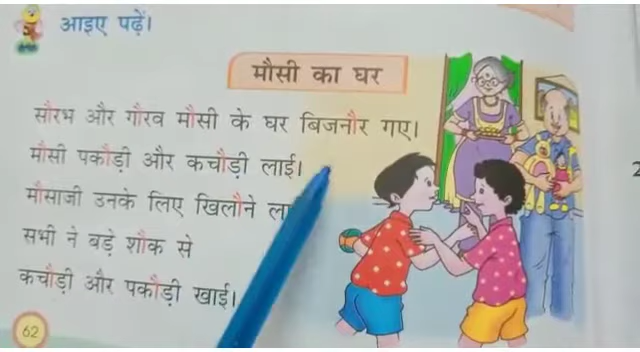 आइए पढ़ें।
मौसी का घर
सौरभ और गौरव मौसी के घर बिजनौर गए।
मौसी पकौड़ी और कचौड़ी लाई।
मौसाजी उनके लिए खिलौने
सभी ने बड़े शौक से
कचौड़ी और पकौड़ी खाई।
62
2